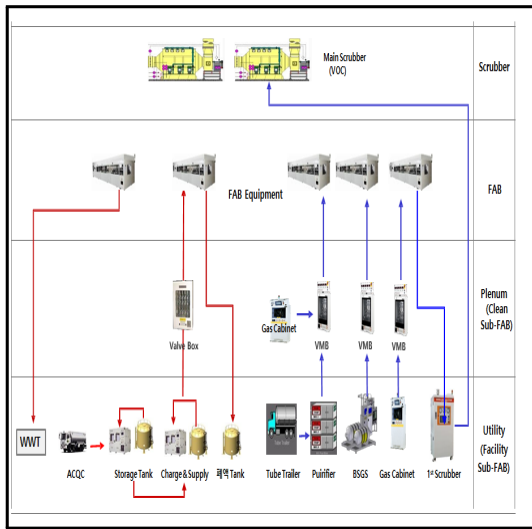 Main Scrubber
(VOC)
Scrubber
FAB Equipment
FAB
Plenum
(Clean
Sub-FAB)
Gas Cabinet
Valve Box
VMB
VMB
VMB
Utility
(Facility
Sub-FAB)
WWT
ACQC
Storage Tank
Charge & Supply
폐액 Tank
Tube Trailer
Puirifier
BSGS
Gas Cabinet
1st Scrubber